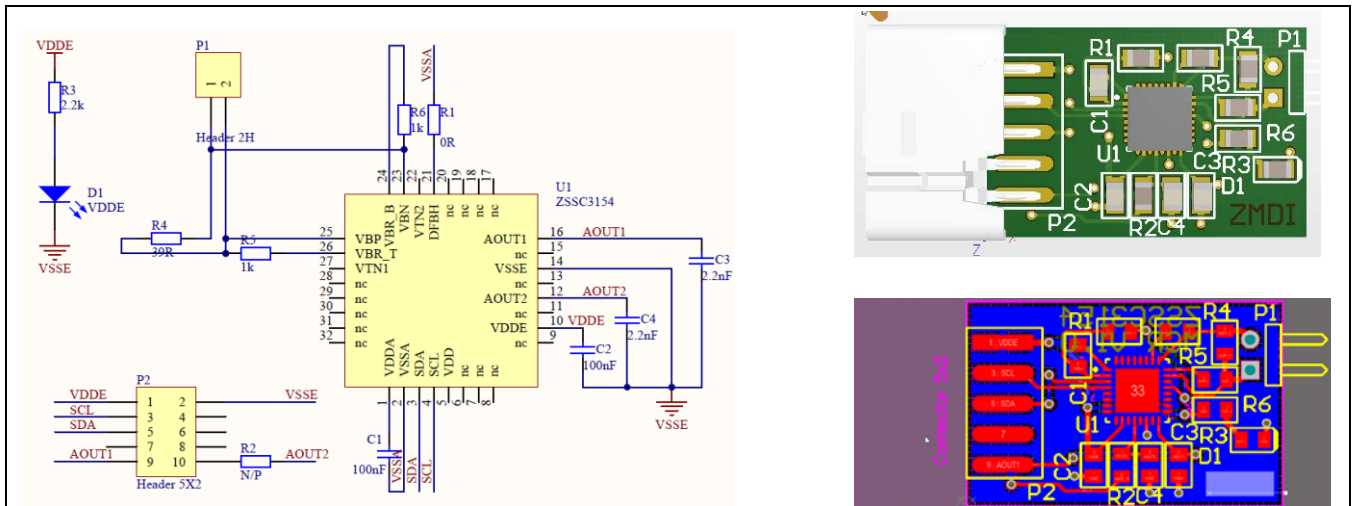 VDDE
R3
2.2k
D1
VDDE
VSSE
P1
1
2
Header 2H
R4
39R
R5
1k
R6
1k
VSSA
R1
0R
24
23
22
21
20
19
18
17
VBR_B
VBN
VTN2
DFBH
nc
nc
nc
nc
U1
ZSSC3154
25 VBP
26 VBR_T
27 VTN1
28 nc
29 nc
30 nc
31 nc
32 nc
AOUT1 16 AOUT1
nc 15
VSSE 14
nc 13
AOUT2 12 AOUT2
nc 11
VDDE 10 VDDE
nc 9
C3
2.2nF
C4
2.2nF
C2
100nF
VSSE
VDDA
VSSA
SDA
SCL
VDD
nc
nc
nc
1
2
3
4
5
6
7
8
C1
100nF
VSSA
SDA
SCL
P2
VDDE 1 2 VSSE
SCL 3 4
SDA 5 6
7 8
AOUT1 9 10 R2 AOUT2
N/P
Header 5X2
R1
R4
P1
R5
C1
R6
U1
C3
R3
C2
D1
P2
R2
C4
ZMDI
Z
R1
R4
P1
1 : VDDE
3 : SCL
5 : SDA
7
9 : AOUT1
Connector 5x2
R5
C1
33
R6
U1
C3
R3
C2
D1
P2
R2
C4